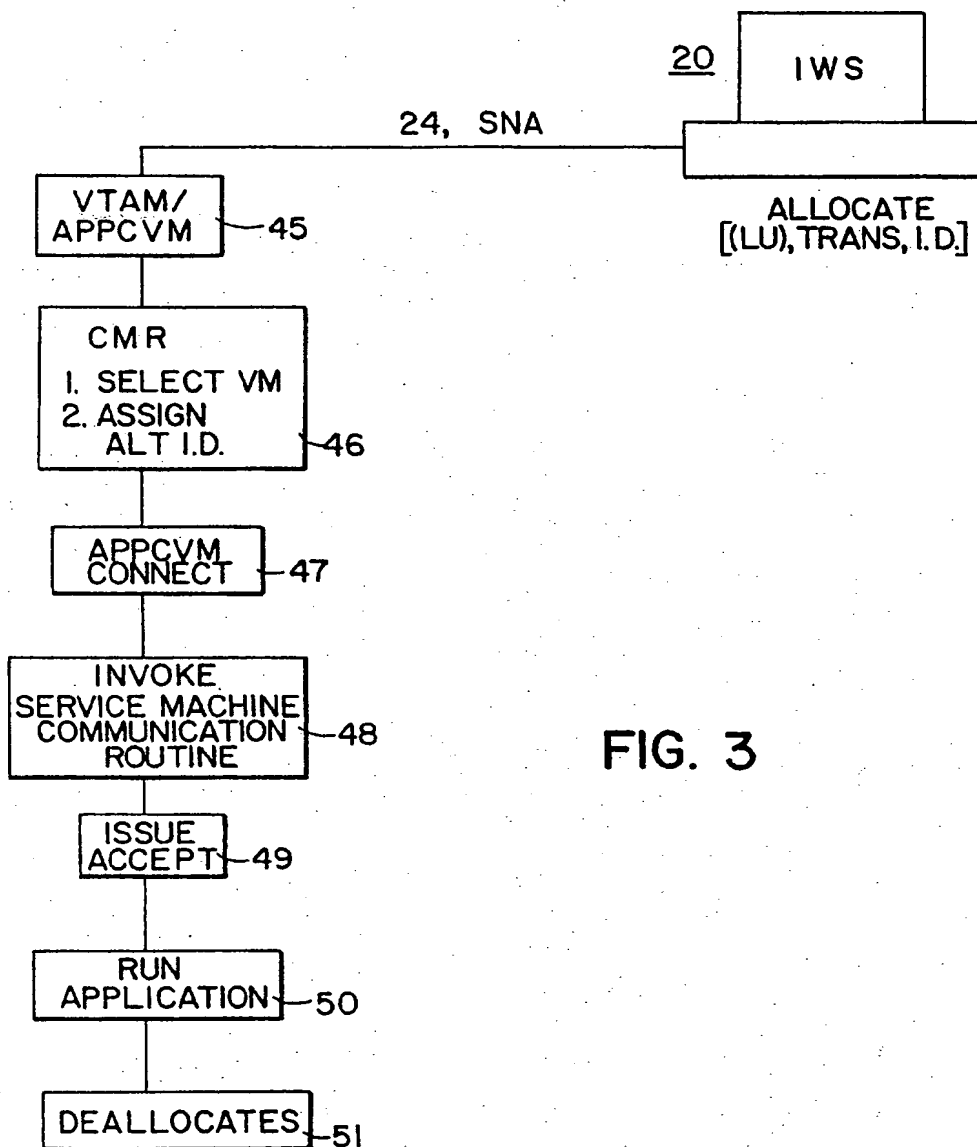 20
IWS
24, SNA
ALLOCATE
[(LU), TRANS, I.D.]
VTAM/
APPCVM
45
CMR
1. SELECT VM
2. ASSIGN
ALT I.D.
46
APPCVM
CONNECT
47
INVOKE
SERVICE MACHINE
COMMUNICATION
ROUTINE
48
FIG. 3
ISSUE
ACCEPT
49
RUN
APPLICATION
50
DEALLOCATES
51